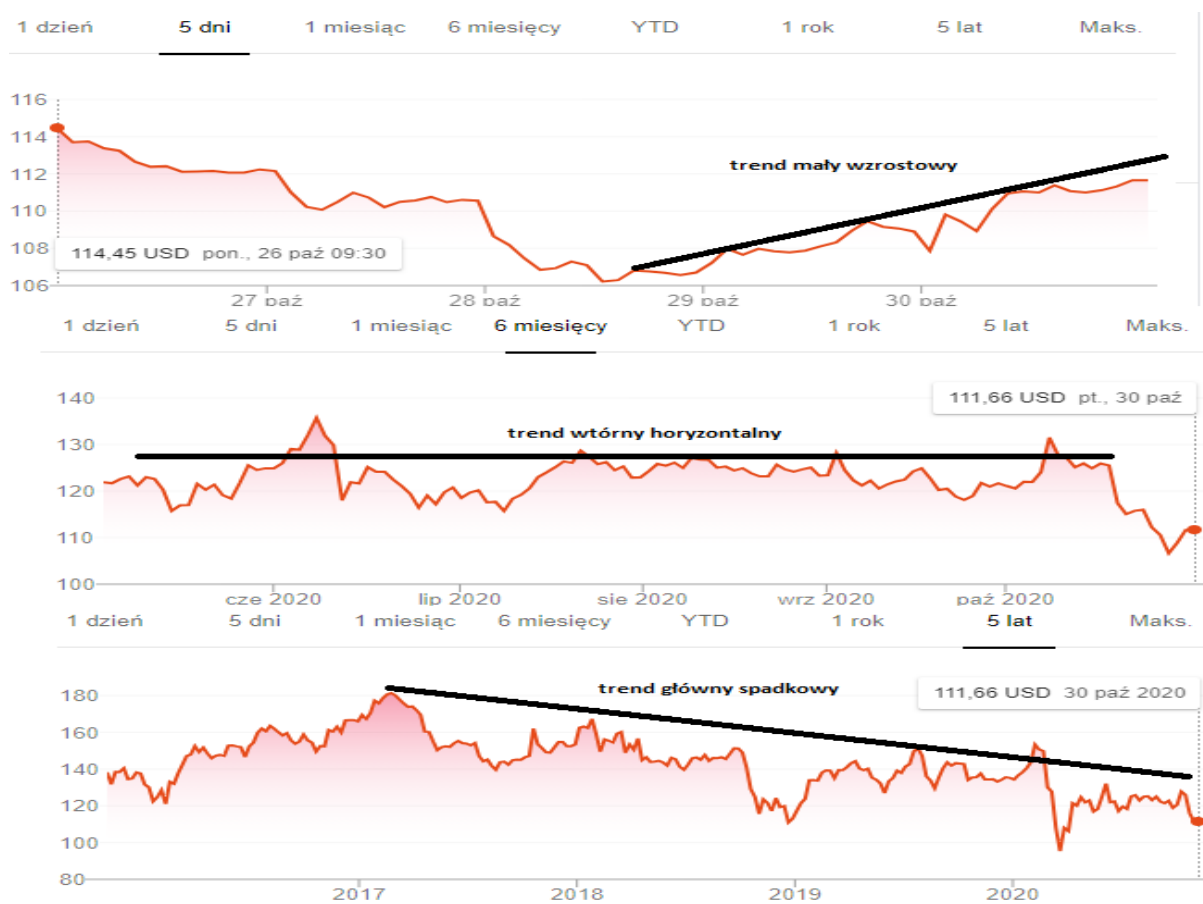 1 dzień 5 dni 1 miesiąc 6 miesięcy YTD 1 rok 5 lat Maks.
116
114
trend mały wzrostowy
112
110
108
114,45 USD pon., 26 paź 09:30
106
27 paź 28 paź 29 paź 30 paź
1 dzień 5 dni 1 miesiąc 6 miesięcy YTD 1 rok 5 lat Maks.
140
111,66 USD pt., 30 paź
trend wtórny horyzontalny
130
120
110
100
cze 2020 lip 2020 sie 2020 wrz 2020 paź 2020
1 dzień 5 dni 1 miesiąc 6 miesięcy YTD 1 rok 5 lat Maks.
180
trend główny spadkowy
111,66 USD 30 paź 2020
160
140
120
100
80
2017 2018 2019 2020